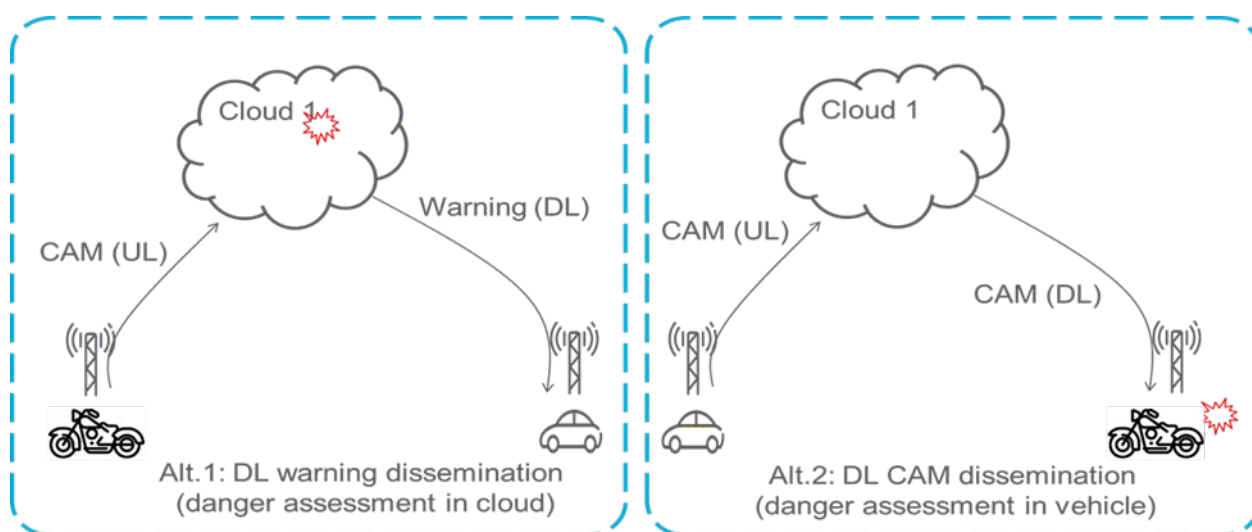 Cloud 1
Warning (DL)
CAM (UL)
Alt.1: DL warning dissemination
(danger assessment in cloud)
Cloud 1
CAM (UL)
CAM (DL)
Alt.2: DL CAM dissemination
(danger assessment in vehicle)